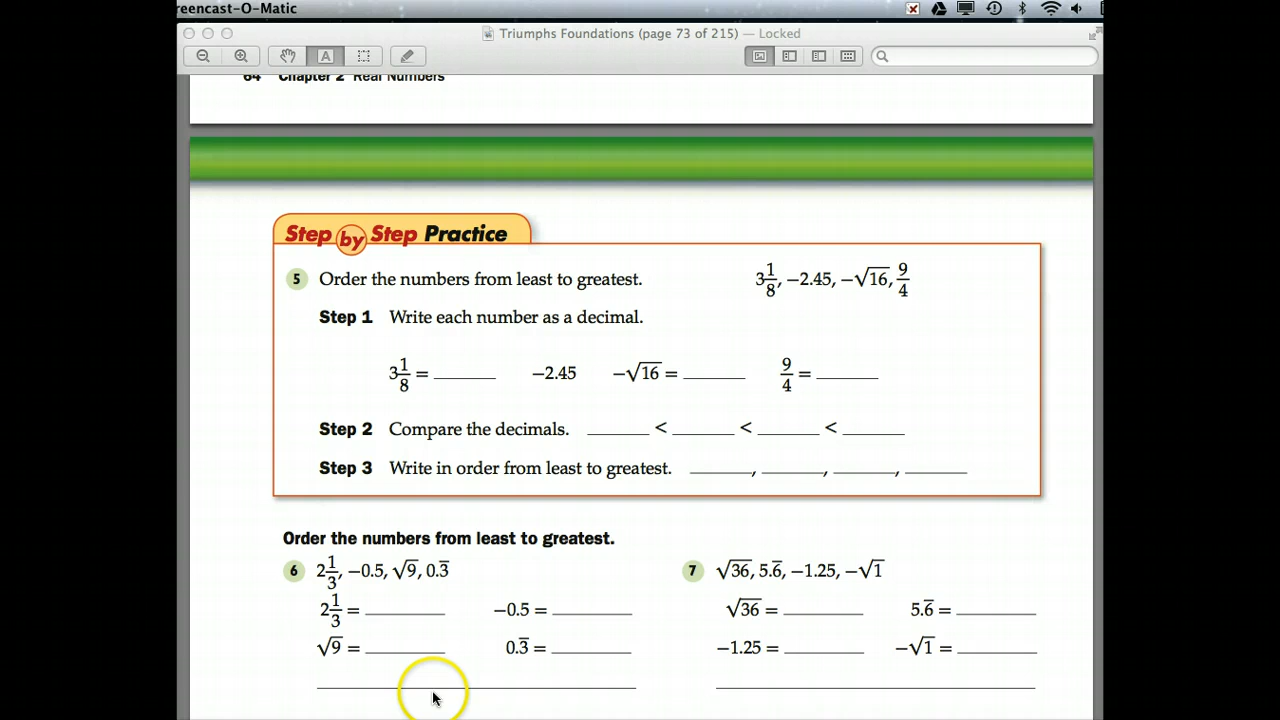 reencast-O-Matic
Triumphs Foundations (page 73 of 215) — Locked
64 Chapter 2 Real Numbers
Step by Step Practice
5 Order the numbers from least to greatest. 3 1/8, −2.45, −√16, 9/4
Step 1 Write each number as a decimal.
3 1/8 = ______ −2.45 −√16 = ______ 9/4 = ______
Step 2 Compare the decimals. ______ < ______ < ______ < ______
Step 3 Write in order from least to greatest. ______, ______, ______, ______
Order the numbers from least to greatest.
6 2 1/3, −0.5, √9, 0.3̅
2 1/3 = ______ −0.5 = ______
√9 = ______ 0.3̅ = ______
7 √36, 5.6̅, −1.25, −√1
√36 = ______ 5.6̅ = ______
−1.25 = ______ −√1 = ______